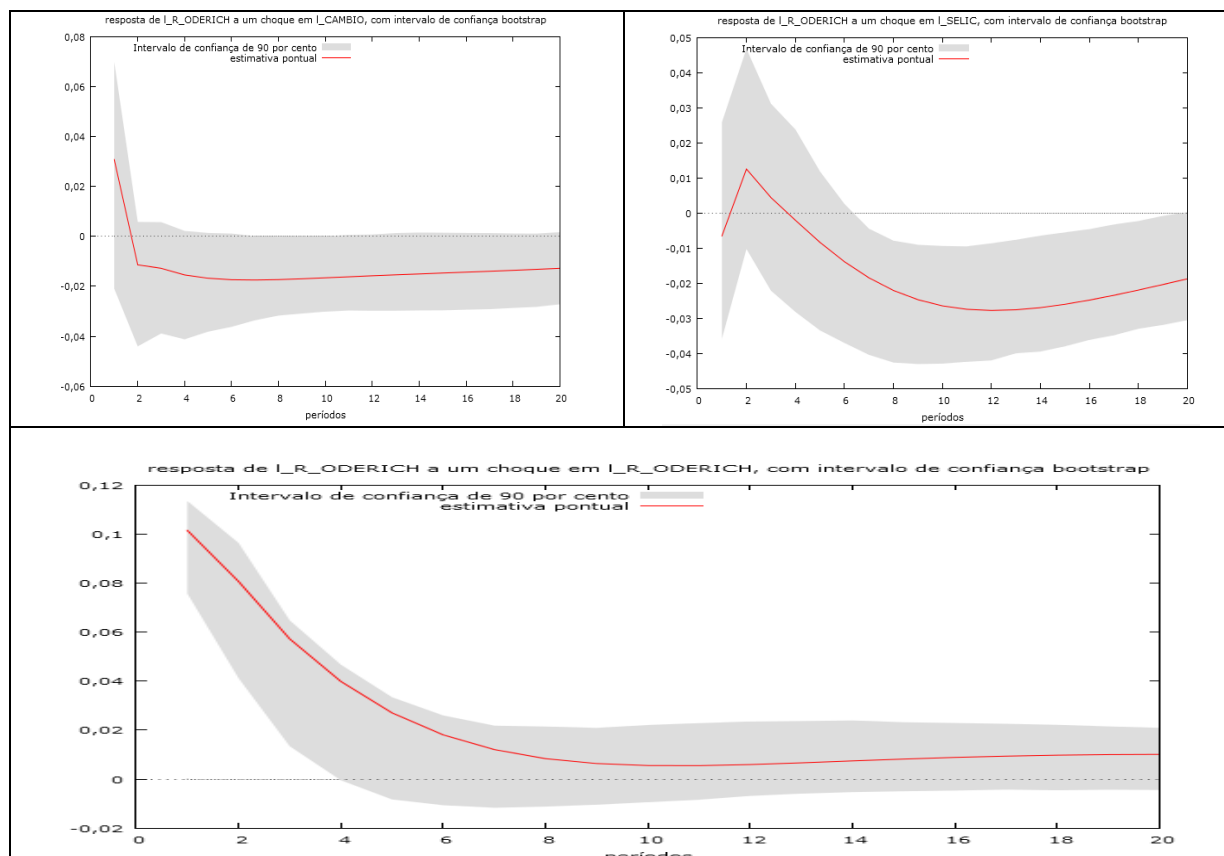 resposta de l_R_ODERICH a um choque em l_CAMBIO, com intervalo de confiança bootstrap
0,08
Intervalo de confiança de 90 por cento
estimativa pontual
0,06
0,04
0,02
0
-0,02
-0,04
-0,06
0 2 4 6 8 10 12 14 16 18 20
períodos
resposta de l_R_ODERICH a um choque em l_SELIC, com intervalo de confiança bootstrap
0,05
Intervalo de confiança de 90 por cento
estimativa pontual
0,04
0,03
0,02
0,01
0
-0,01
-0,02
-0,03
-0,04
-0,05
0 2 4 6 8 10 12 14 16 18 20
períodos
resposta de l_R_ODERICH a um choque em l_R_ODERICH, com intervalo de confiança bootstrap
0,12
Intervalo de confiança de 90 por cento
estimativa pontual
0,1
0,08
0,06
0,04
0,02
0
-0,02
0 2 4 6 8 10 12 14 16 18 20
períodos